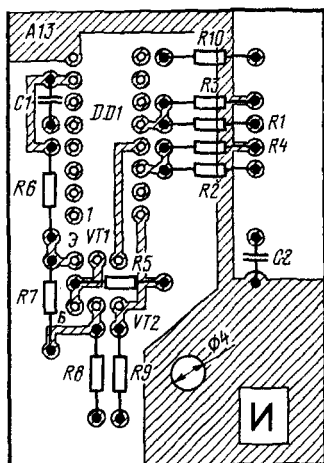 A13
R10
C1
DD1
R3
R1
R4
R6
1
R2
Э
VT1
R5
C2
R7
Б
VT2
Ф4
R8
R9
И